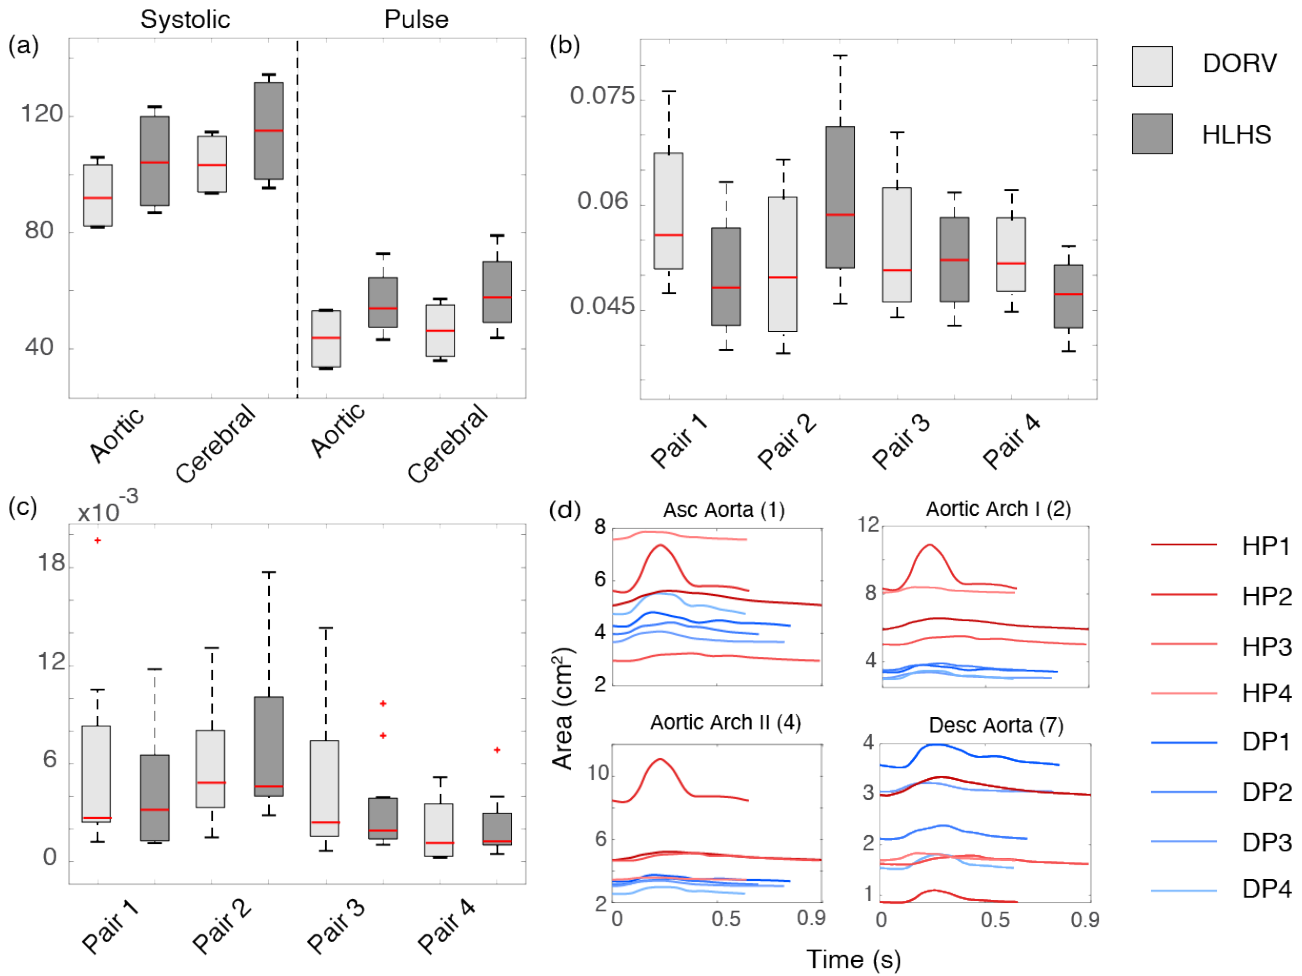 Systolic Pulse
(a)
120
80
40
Aortic Cerebral Aortic Cerebral
(b)
0.075
0.06
0.045
Pair 1 Pair 2 Pair 3 Pair 4
DORV
HLHS
(c)
x10⁻³
18
12
6
0
Pair 1 Pair 2 Pair 3 Pair 4
(d)
Area (cm²)
Asc Aorta (1)
8
6
4
2
Aortic Arch I (2)
12
8
4
Aortic Arch II (4)
10
6
2
0 0.5 0.9
Desc Aorta (7)
4
3
2
1
0 0.5 0.9
Time (s)
HP1
HP2
HP3
HP4
DP1
DP2
DP3
DP4